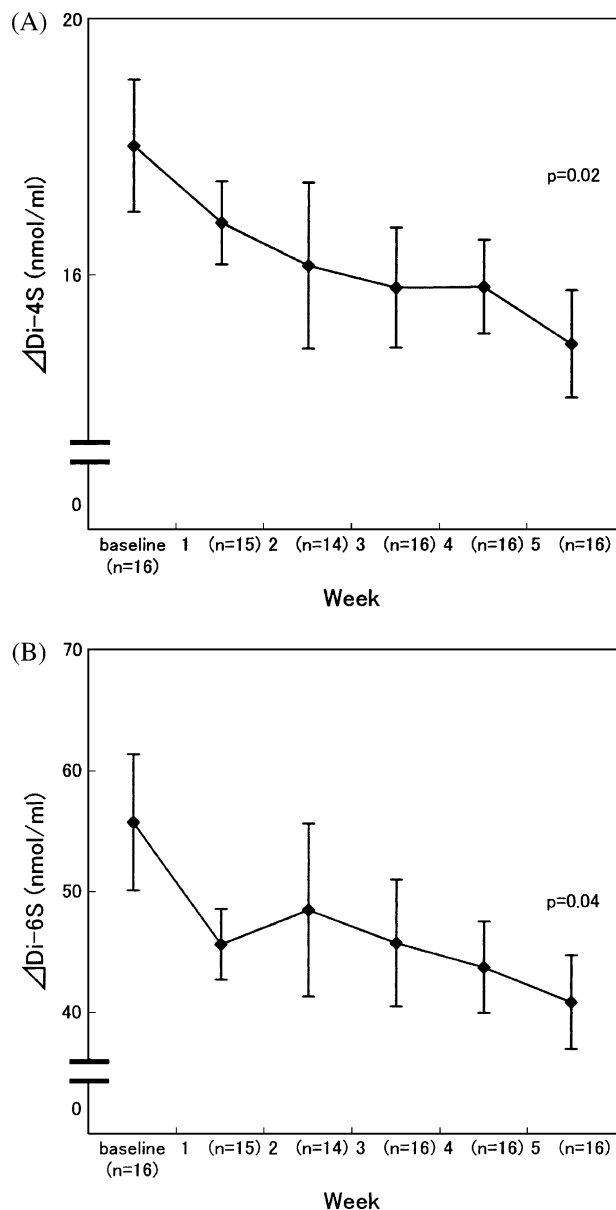 (A)
20
p=0.02
16
⊿Di-4S (nmol/ml)
0
baseline 1 (n=15) 2 (n=14) 3 (n=16) 4 (n=16) 5 (n=16)
(n=16)
Week
(B)
70
60
50
p=0.04
⊿Di-6S (nmol/ml)
40
0
baseline 1 (n=15) 2 (n=14) 3 (n=16) 4 (n=16) 5 (n=16)
(n=16)
Week